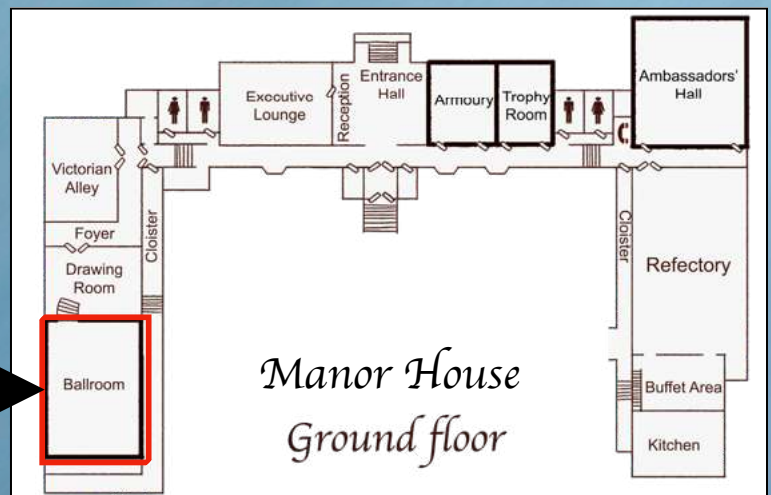 Executive
Lounge
Reception
Entrance
Hall
Armoury
Trophy
Room
Ambassadors'
Hall
Victorian
Alley
Foyer
Cloister
Drawing
Room
Ballroom
Cloister
Refectory
Buffet Area
Kitchen
Manor House
Ground floor